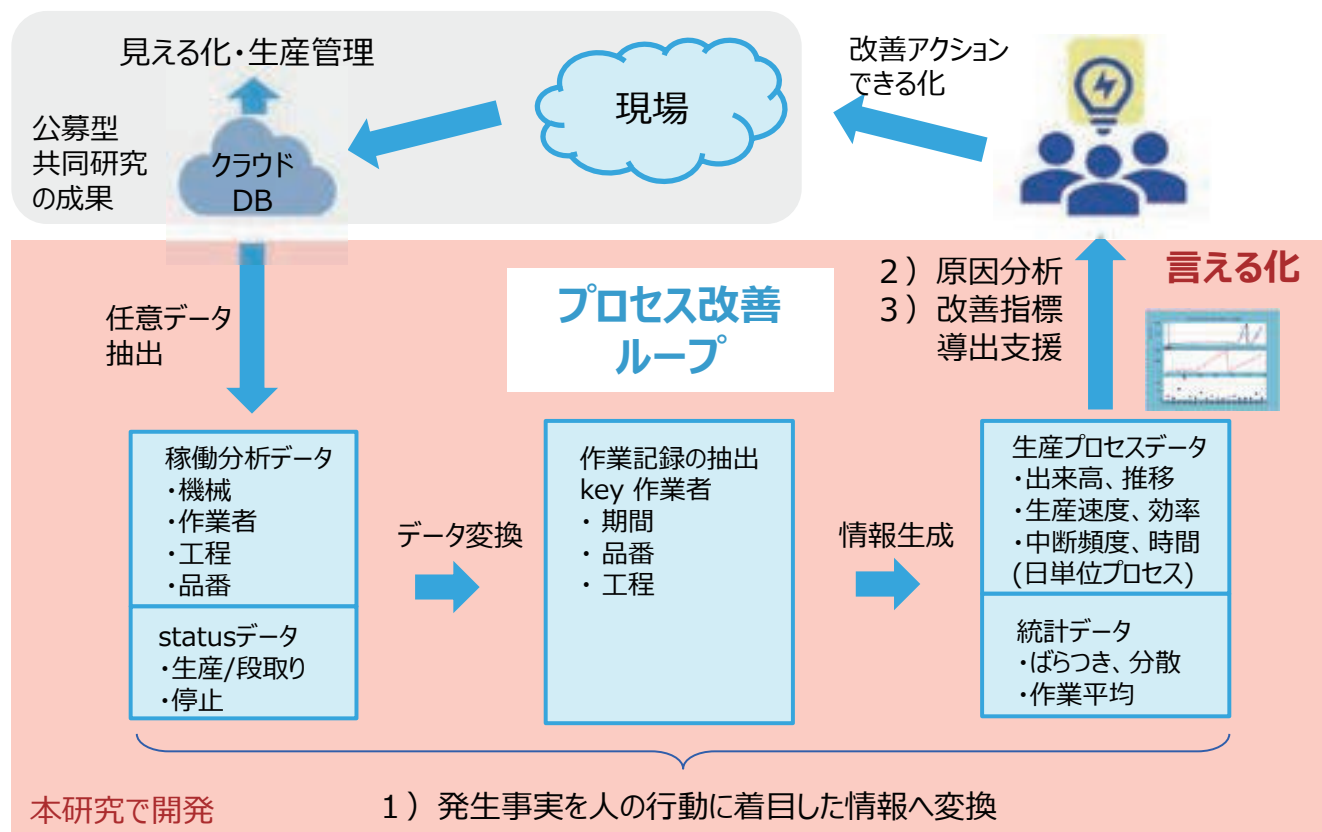 見える化・生産管理
公募型
共同研究
の成果
クラウド
DB
現場
改善アクション
できる化
任意データ
抽出
プロセス改善
ループ
2）原因分析
3）改善指標
導出支援
言える化
稼働分析データ
・機械
・作業者
・工程
・品番
statusデータ
・生産/段取り
・停止
データ変換
作業記録の抽出
key 作業者
・ 期間
・ 品番
・ 工程
情報生成
生産プロセスデータ
・出来高、推移
・生産速度、効率
・中断頻度、時間
(日単位プロセス)
統計データ
・ばらつき、分散
・作業平均
本研究で開発
1）発生事実を人の行動に着目した情報へ変換